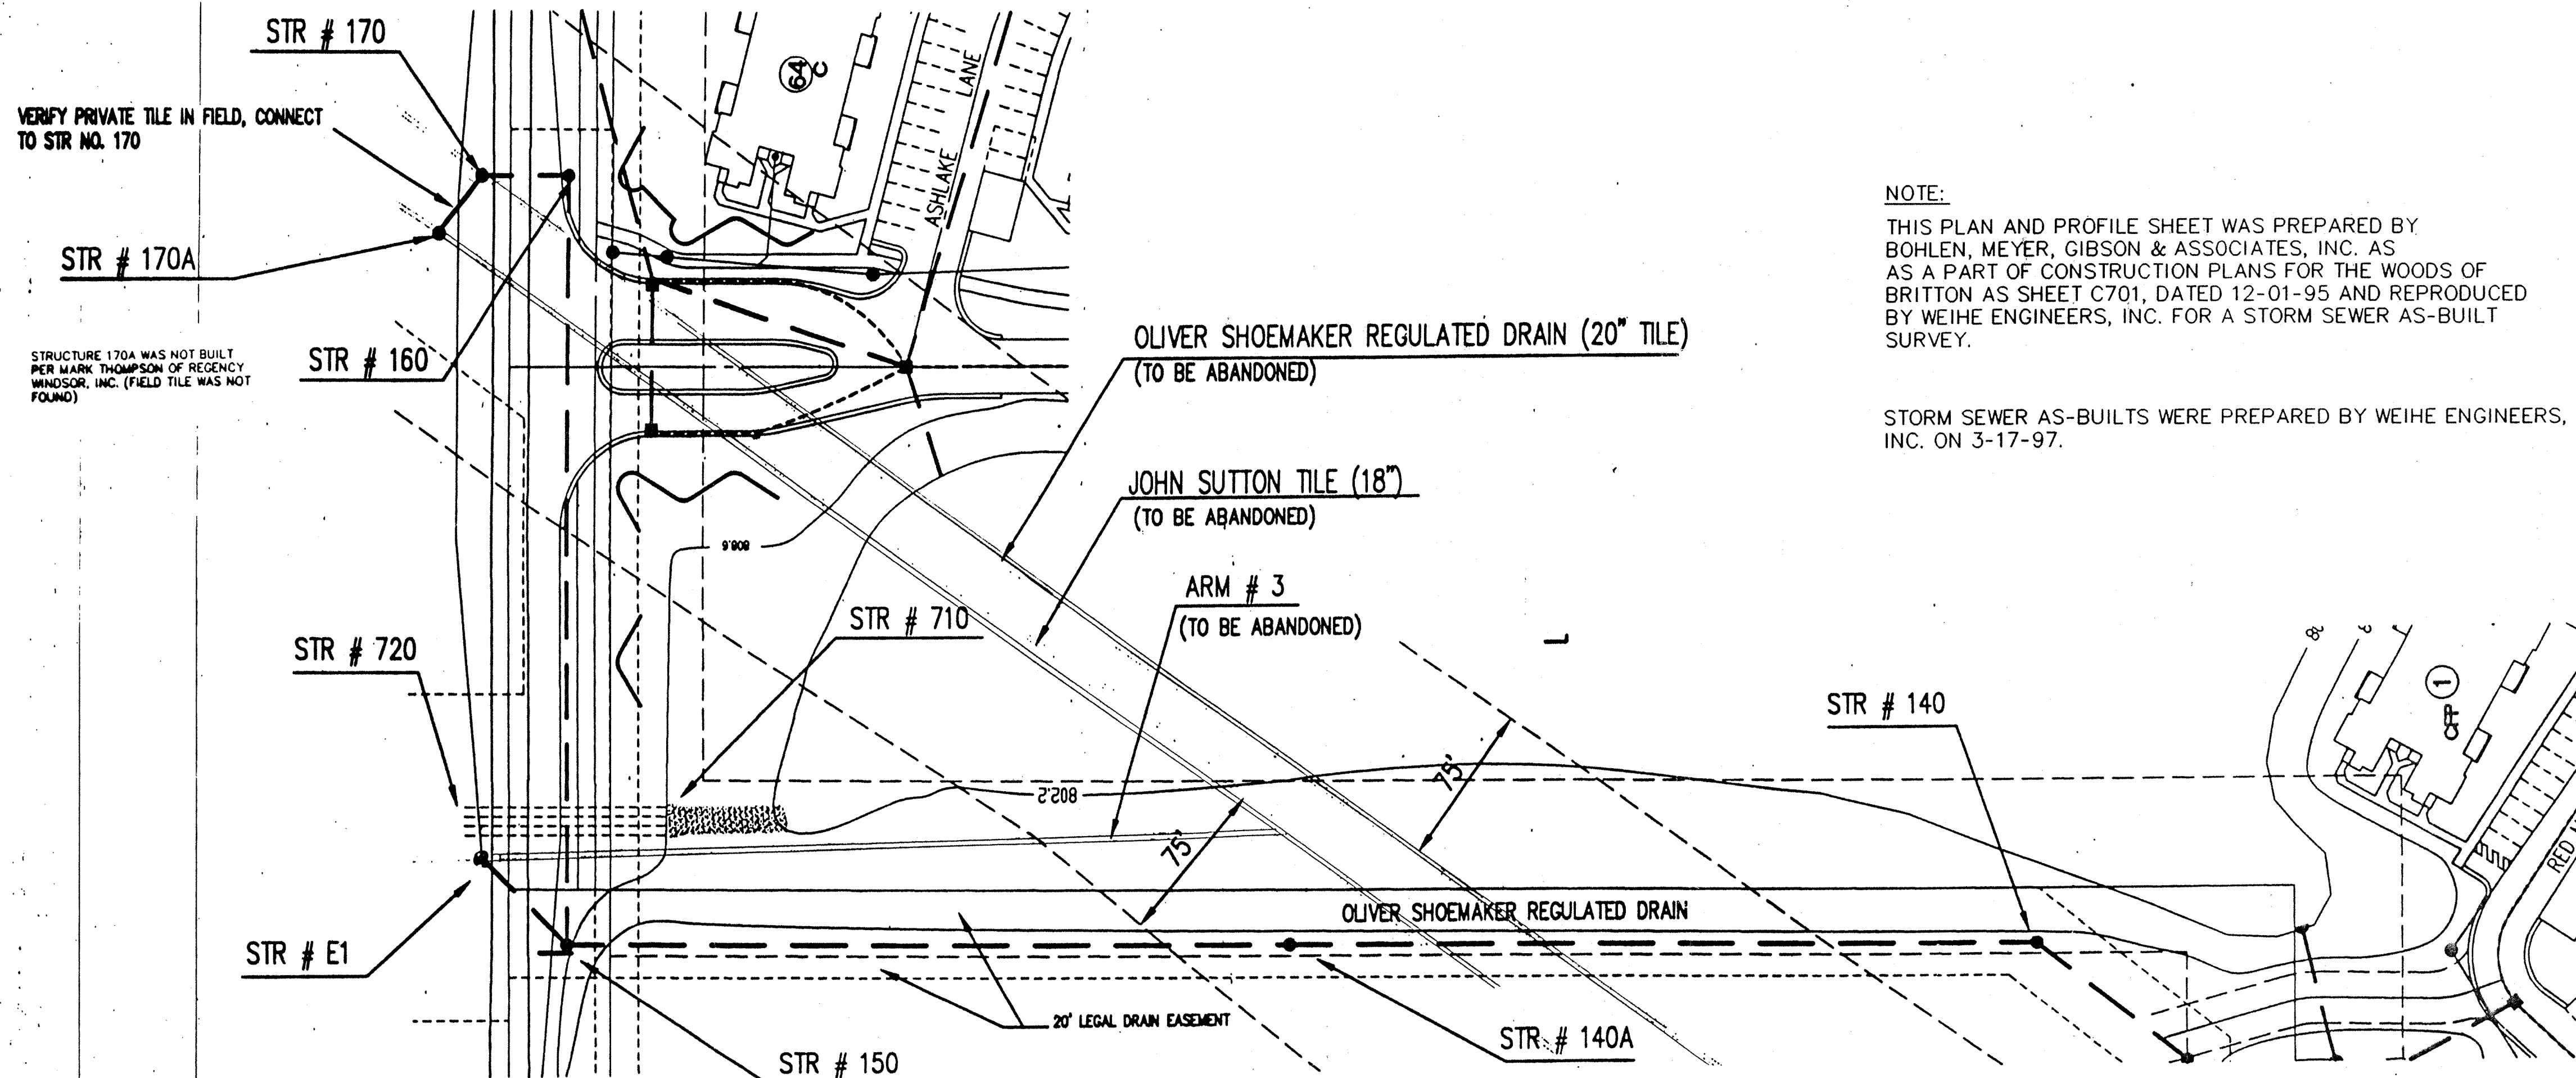 STR # 170
VERIFY PRIVATE TILE IN FIELD, CONNECT
TO STR NO. 170
STR # 170A
STRUCTURE 170A WAS NOT BUILT
PER MARK THOMPSON OF REGENCY
WINDSOR, INC. (FIELD TILE WAS NOT
FOUND)
STR # 160
64
C
ASHLAKE LANE
NOTE:
THIS PLAN AND PROFILE SHEET WAS PREPARED BY
BOHLEN, MEYER, GIBSON & ASSOCIATES, INC. AS
AS A PART OF CONSTRUCTION PLANS FOR THE WOODS OF
BRITTON AS SHEET C701, DATED 12-01-95 AND REPRODUCED
BY WEIHE ENGINEERS, INC. FOR A STORM SEWER AS-BUILT
SURVEY.
STORM SEWER AS-BUILTS WERE PREPARED BY WEIHE ENGINEERS,
INC. ON 3-17-97.
OLIVER SHOEMAKER REGULATED DRAIN (20" TILE)
(TO BE ABANDONED)
JOHN SUTTON TILE (18")
(TO BE ABANDONED)
808.6
ARM # 3
(TO BE ABANDONED)
STR # 710
STR # 720
STR # 140
1
75'
802.2
75'
RED
OLIVER SHOEMAKER REGULATED DRAIN
STR # E1
20' LEGAL DRAIN EASEMENT
STR # 140A
STR # 150